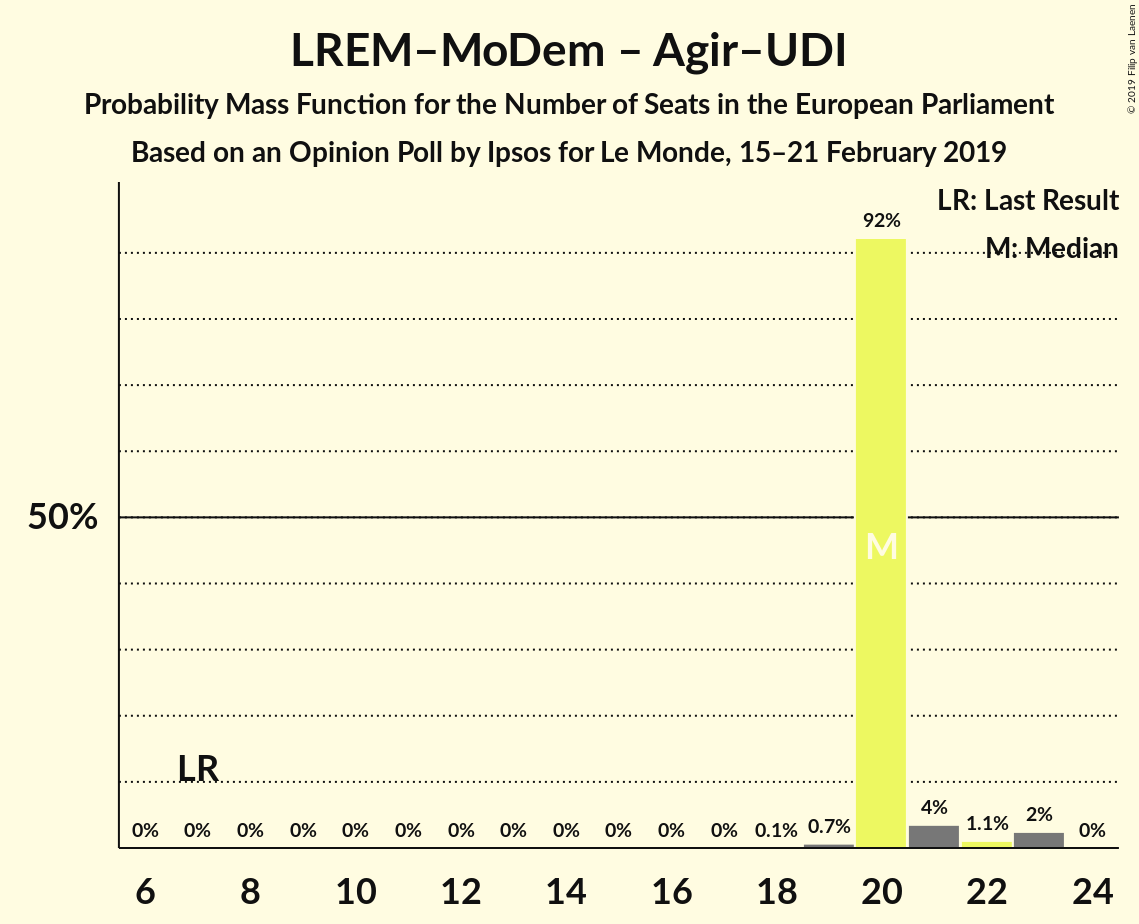 LREM–MoDem – Agir–UDI
Probability Mass Function for the Number of Seats in the European Parliament
Based on an Opinion Poll by Ipsos for Le Monde, 15–21 February 2019
© 2019 Filip van Laenen
LR: Last Result
M: Median
92%
50%
M
LR
0% 0% 0% 0% 0% 0% 0% 0% 0% 0% 0% 0% 0.1% 0.7% 4% 1.1% 2% 0%
6 8 10 12 14 16 18 20 22 24